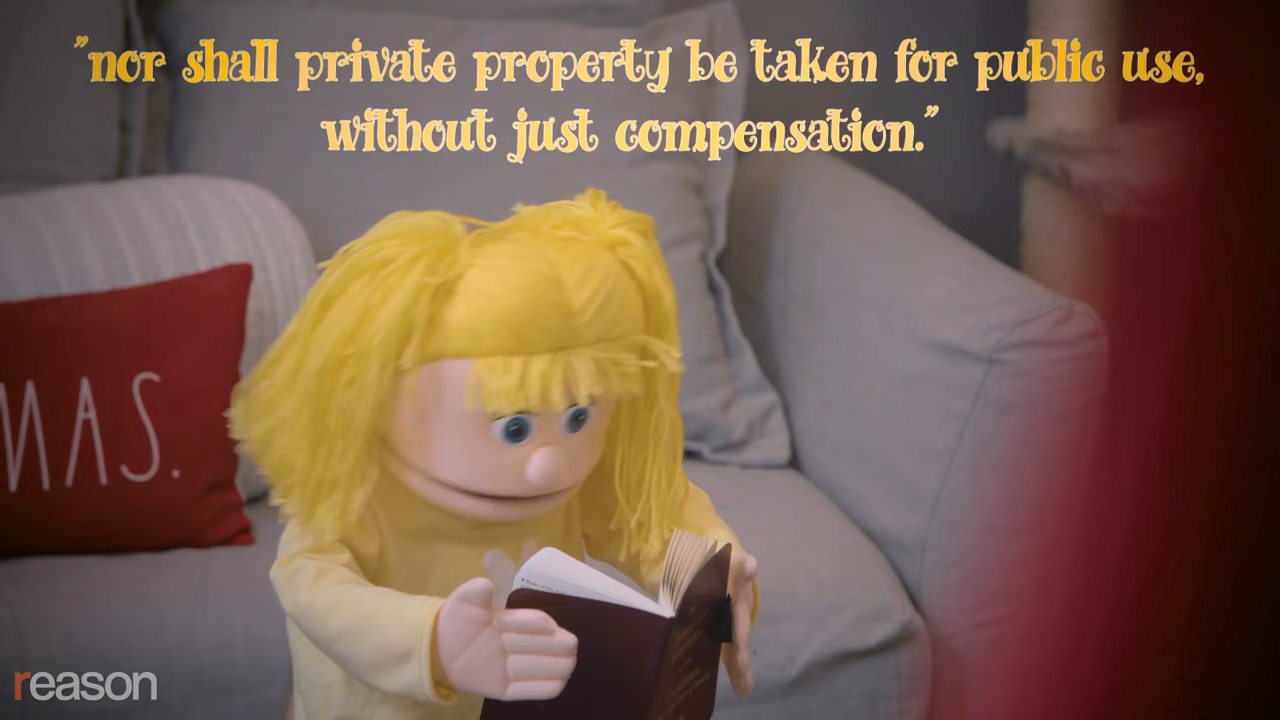 ”nor shall private property be taken for public use,
without just compensation.”
MAS.
reason